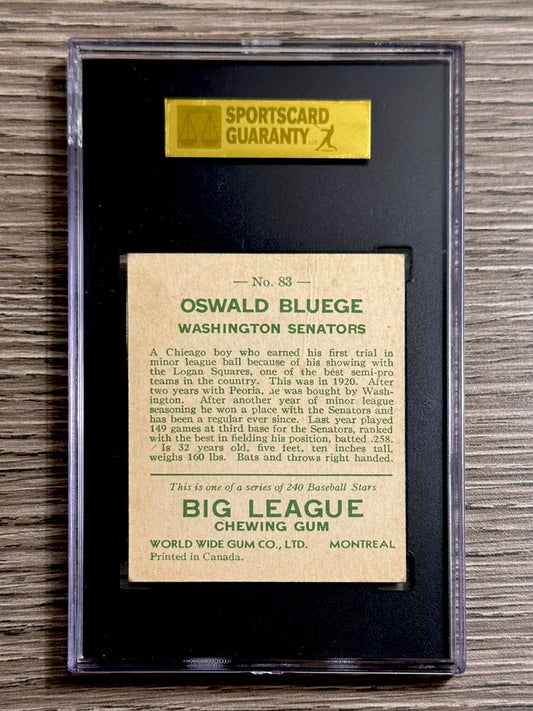 SPORTSCARD
GUARANTY LLC
— No. 83 —
OSWALD BLUEGE
WASHINGTON SENATORS
A Chicago boy who earned his first trial in
minor league ball because of his showing with
the Logan Squares, one of the best semi-pro
teams in the country. This was in 1920. After
two years with Peoria, he was bought by Wash-
ington. After another year of minor league
seasoning he won a place with the Senators and
has been a regular ever since. Last year played
149 games at third base for the Senators, ranked
with the best in fielding his position, batted .258.
Is 32 years old, five feet, ten inches tall,
weighs 160 lbs. Bats and throws right handed.
This is one of a series of 240 Baseball Stars
BIG LEAGUE
CHEWING GUM
WORLD WIDE GUM CO., LTD. MONTREAL
Printed in Canada.